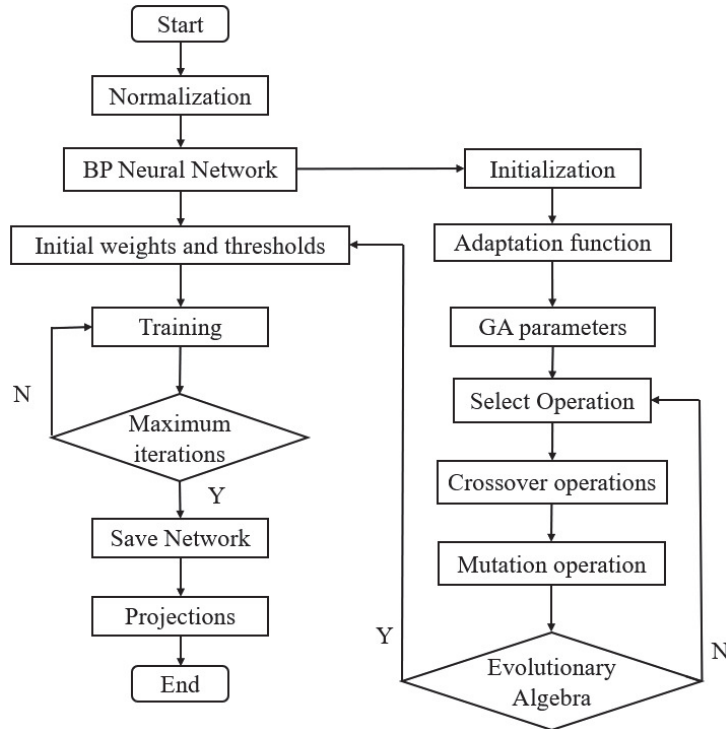 Start
Normalization
BP Neural Network
Initial weights and thresholds
Training
N
Maximum
iterations
Y
Save Network
Projections
End
Initialization
Adaptation function
GA parameters
Select Operation
Crossover operations
Mutation operation
Y
N
Evolutionary
Algebra